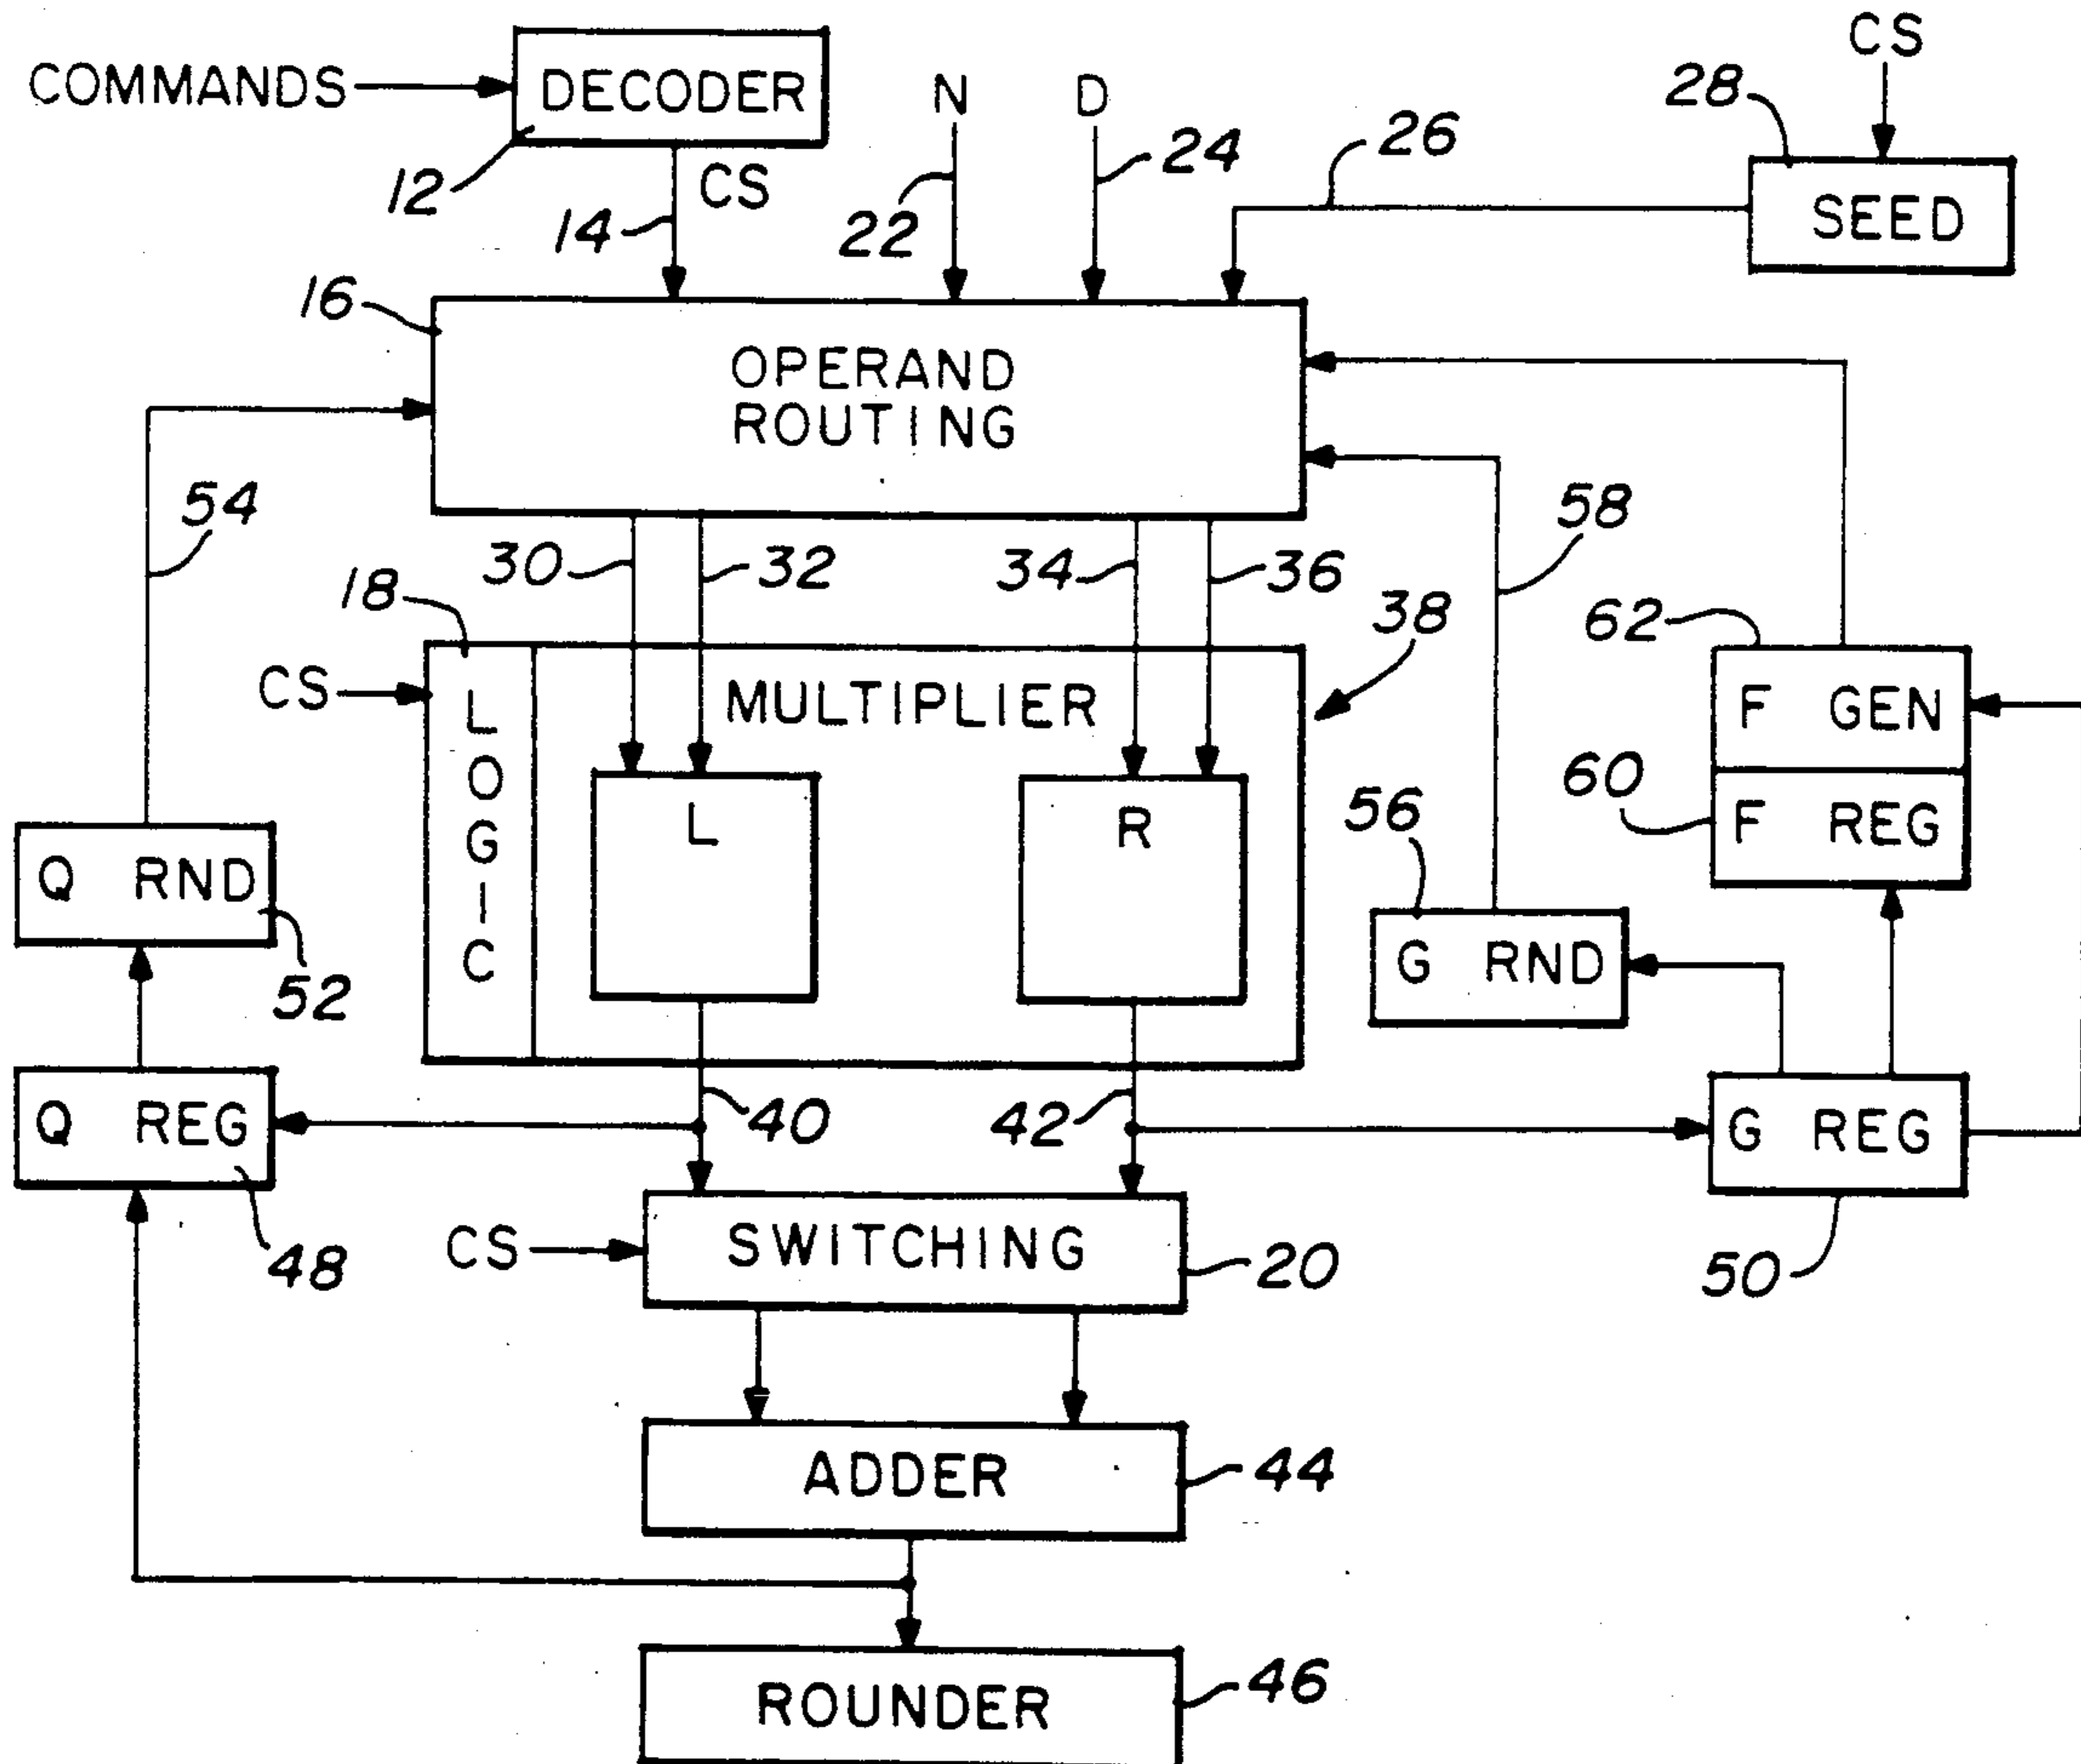 CS
COMMANDS
DECODER
N
D
28
24
26
12
CS
14
22
SEED
16
OPERAND
ROUTING
54
58
30
32
34
36
18
38
62
CS
LOGIC
MULTIPLIER
F GEN
60
L
R
56
F REG
Q RND
G RND
52
Q REG
40
42
G REG
CS
SWITCHING
20
48
50
ADDER
44
ROUNDER
46